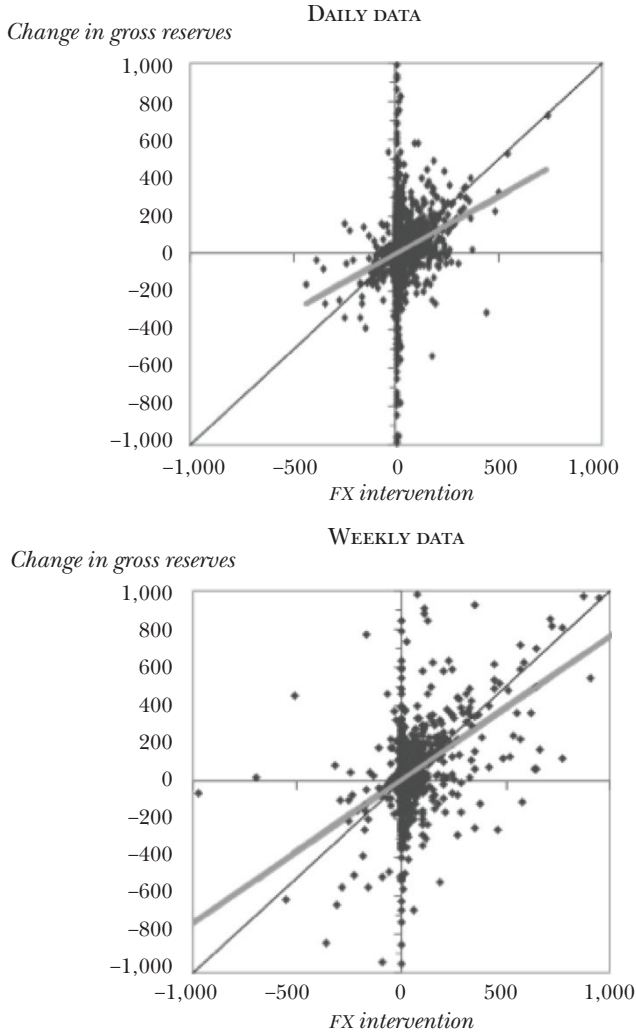 DAILY DATA
Change in gross reserves
1,000
800
600
400
200
0
–200
–400
–600
–800
–1,000
–1,000 –500 0 500 1,000
FX intervention
WEEKLY DATA
Change in gross reserves
1,000
800
600
400
200
0
–200
–400
–600
–800
–1,000
–1,000 –500 0 500 1,000
FX intervention